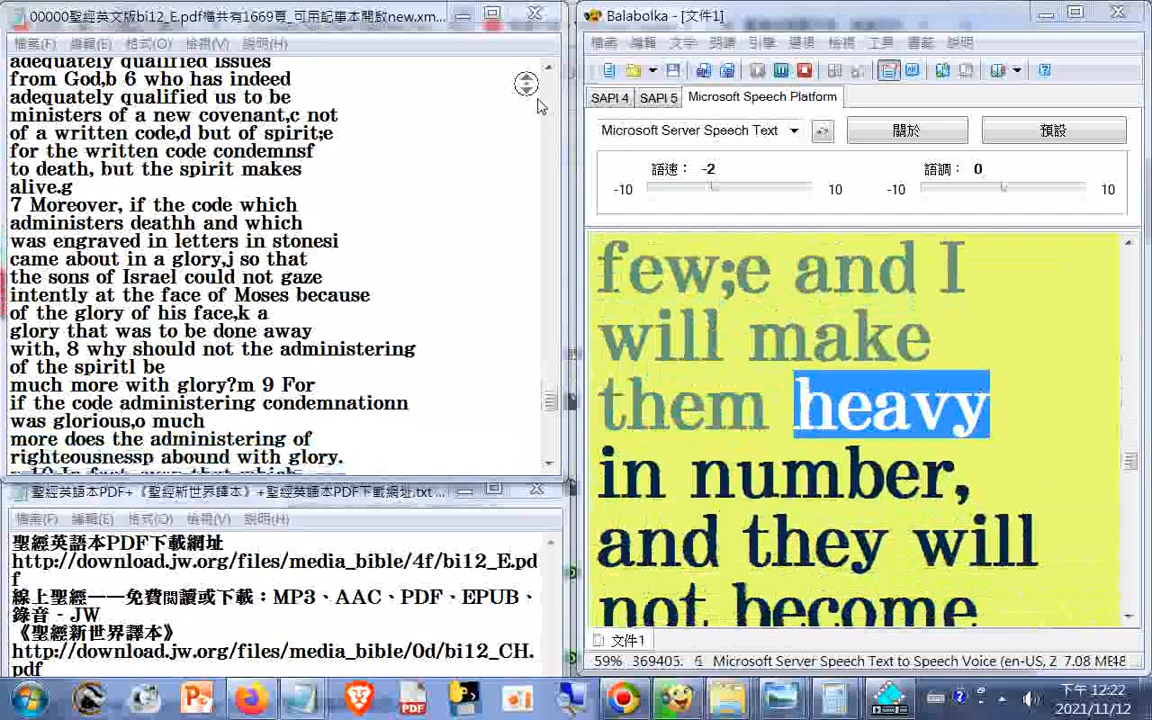 00000聖經英文版bi12_E.pdf檔共有1669頁_可用記事本開啟new.xm...
檔案(F) 編輯(E) 格式(O) 檢視(V) 說明(H)
adequately qualified issues
from God,b 6 who has indeed
adequately qualified us to be
ministers of a new covenant,c not
of a written code,d but of spirit;e
for the written code condemnsf
to death, but the spirit makes
alive.g
7 Moreover, if the code which
administers deathh and which
was engraved in letters in stonesi
came about in a glory,j so that
the sons of Israel could not gaze
intently at the face of Moses because
of the glory of his face,k a
glory that was to be done away
with, 8 why should not the administering
of the spiritl be
much more with glory?m 9 For
if the code administering condemnationn
was glorious,o much
more does the administering of
righteousnessp abound with glory.
聖經英語本PDF+《聖經新世界譯本》+聖經英語本PDF下載網址.txt ...
檔案(F) 編輯(E) 格式(O) 檢視(V) 說明(H)
聖經英語本PDF下載網址
http://download.jw.org/files/media_bible/4f/bi12_E.pd
f
線上聖經——免費閱讀或下載：MP3、AAC、PDF、EPUB、
錄音 - JW
《聖經新世界譯本》
http://download.jw.org/files/media_bible/0d/bi12_CH.
pdf
Balabolka - [文件1]
檔案 編輯 文字 朗讀 引擎 選項 檢視 工具 書籤 說明
SAPI 4 SAPI 5 Microsoft Speech Platform
Microsoft Server Speech Text 關於 預設
語速： -2 語調： 0
-10 10 -10 10
few;e and I
will make
them heavy
in number,
and they will
not become
文件1
59% 369405. Microsoft Server Speech Text to Speech Voice (en-US, Z 7.08 ME
下午 12:22
2021/11/12